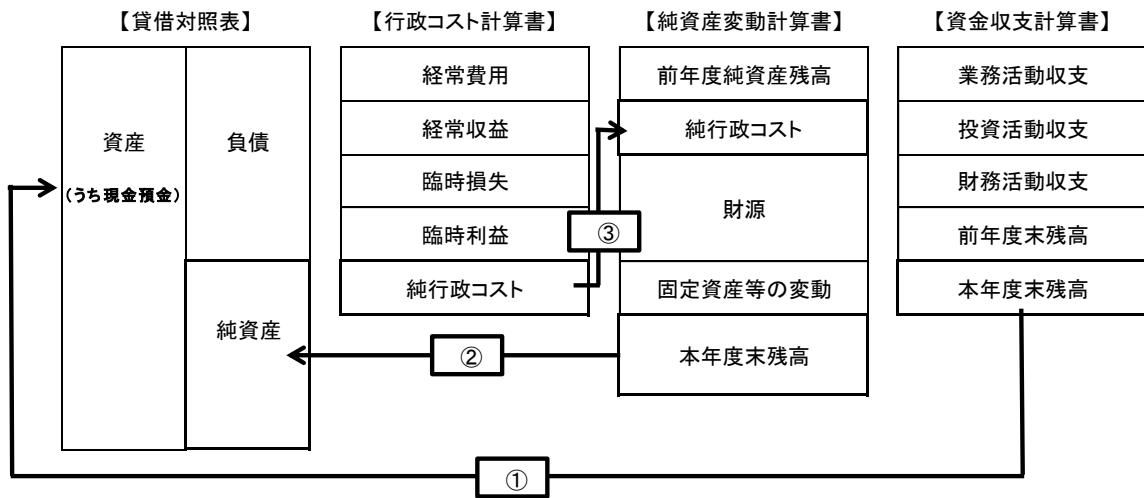 【貸借対照表】
資産
(うち現金預金)
負債
純資産
【行政コスト計算書】
経常費用
経常収益
臨時損失
臨時利益
純行政コスト
③
【純資産変動計算書】
前年度純資産残高
純行政コスト
財源
固定資産等の変動
本年度末残高
②
【資金収支計算書】
業務活動収支
投資活動収支
財務活動収支
前年度末残高
本年度末残高
①